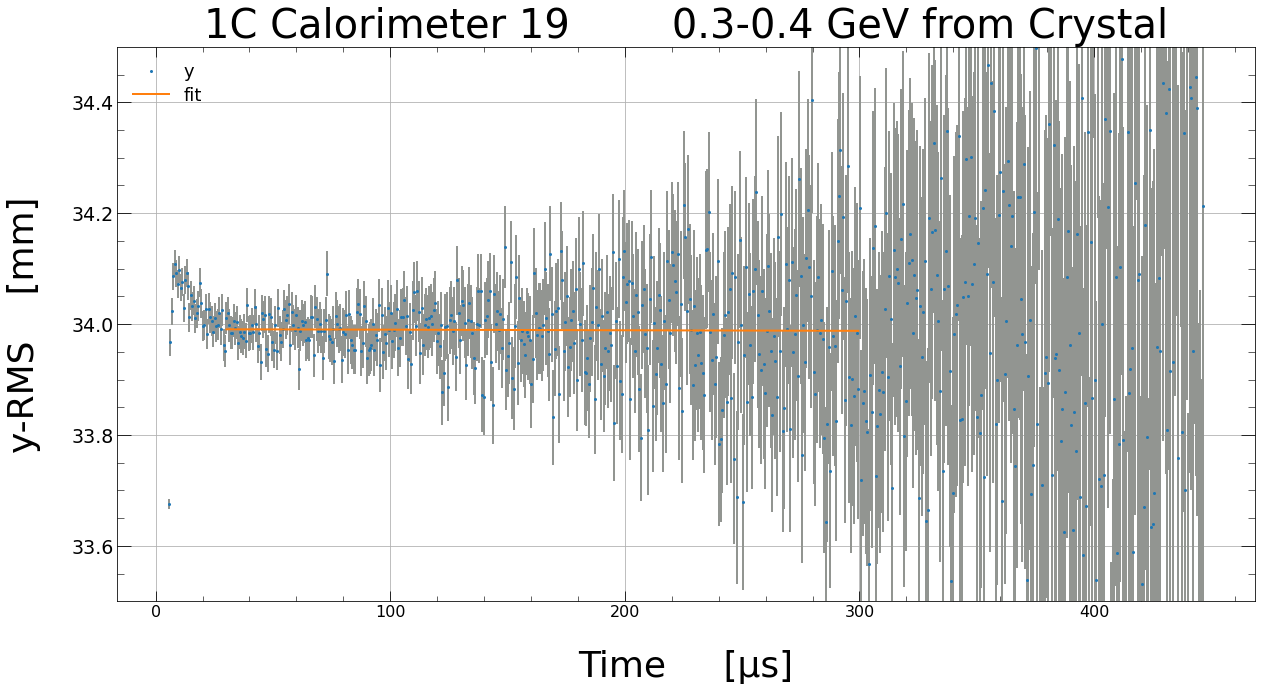 1C Calorimeter 19 0.3-0.4 GeV from Crystal
y
fit
y-RMS [mm]
34.4
34.2
34.0
33.8
33.6
0 100 200 300 400
Time [μs]